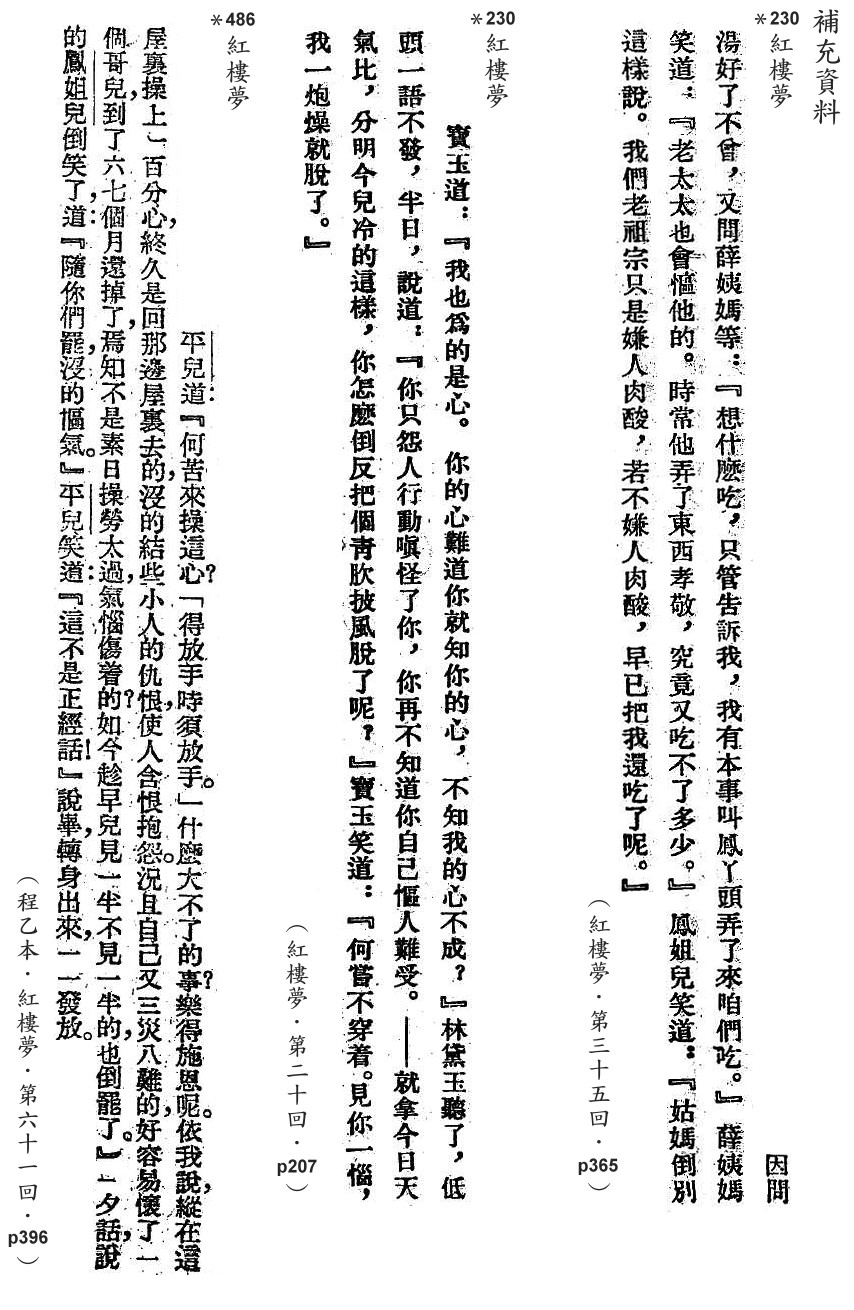 補充資料
*230 紅樓夢
因問
湯好了不曾，又問薛姨媽等：『想什麼吃，只管告訴我，我有本事叫鳳丫頭弄了來咱們吃。』薛姨媽
笑道：『老太太也會慪他的。時常他弄了東西孝敬，究竟又吃不了多少。』鳳姐兒笑道：『姑媽倒別
這樣說。我們老祖宗只是嫌人肉酸，若不嫌人肉酸，早已把我還吃了呢。』
（紅樓夢．第三十五回．p365）
*230 紅樓夢
寶玉道：『我也爲的是心。你的心難道你就知你的心，不知我的心不成？』林黛玉聽了，低
頭一語不發，半日，說道：『你只怨人行動嗔怪了你，你再不知道你自己慪人難受。——就拿今日天
氣比，分明今兒冷的這樣，你怎麼倒反把個靑肷披風脫了呢？』寶玉笑道：『何嘗不穿着。見你一惱，
我一炮燥就脫了。』
（紅樓夢．第二十回．p207）
*486 紅樓夢
平兒道：『何苦來操這心？「得放手時須放手。」什麼大不了的事？樂得施恩呢。依我說，縱在這
屋裏操上一百分心，終久是回那邊屋裏去的，沒的結些小人的仇恨，使人含恨抱怨。況且自己又三災八難的，好容易懷了一
個哥兒，到了六七個月還掉了，焉知不是素日操勞太過，氣惱傷着的？如今趁早兒見一半不見一半的，也倒罷了。』一夕話，說
的鳳姐兒倒笑了，道：『隨你們罷，沒的慪氣。』平兒笑道：『這不是正經話！』說畢，轉身出來，一一發放。
（程乙本．紅樓夢．第六十一回．p396）